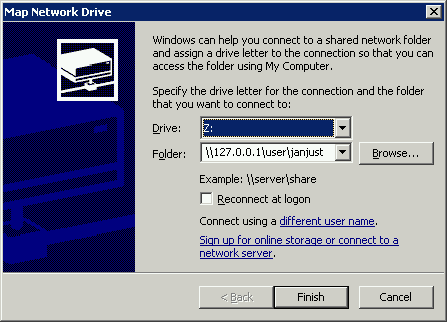 Map Network Drive
Windows can help you connect to a shared network folder
and assign a drive letter to the connection so that you can
access the folder using My Computer.
Specify the drive letter for the connection and the folder
that you want to connect to:
Drive: Z:
Folder: \\127.0.0.1\user\janjust Browse...
Example: \\server\share
Reconnect at logon
Connect using a different user name.
Sign up for online storage or connect to a
network server.
< Back Finish Cancel